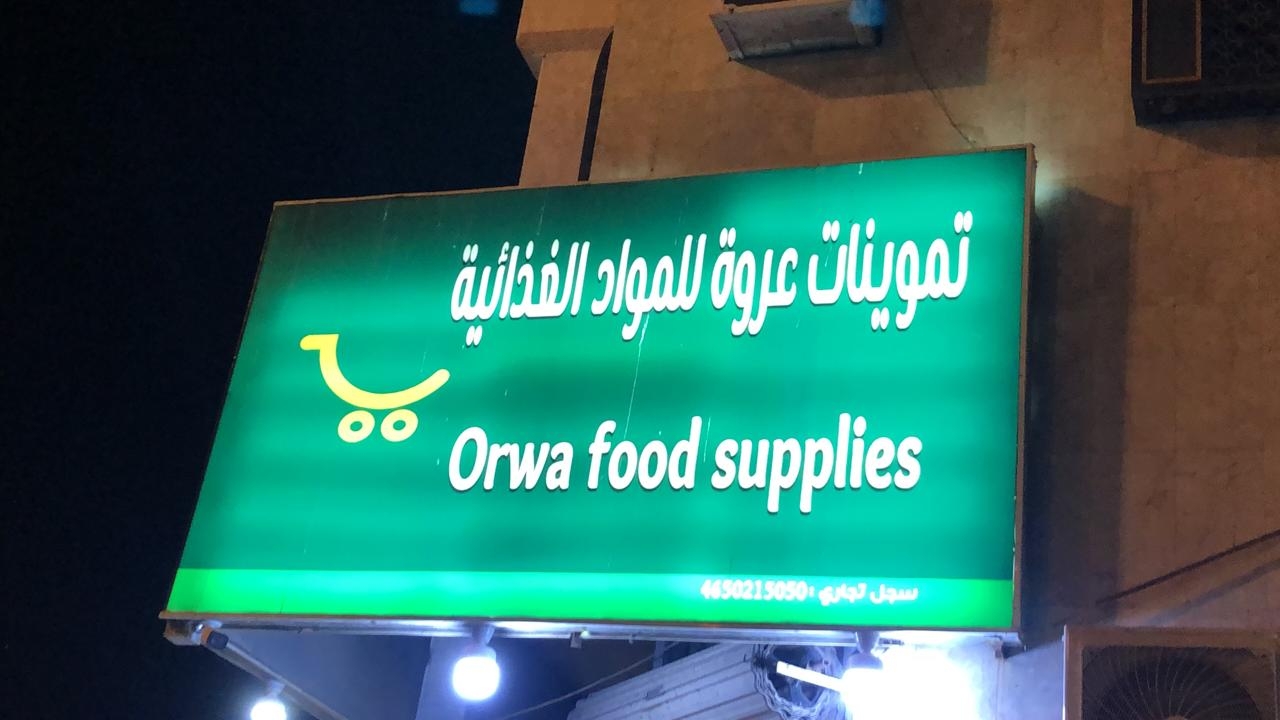 تموينات عروة للمواد الغذائية
Orwa food supplies
سجل تجاري : 4650215050